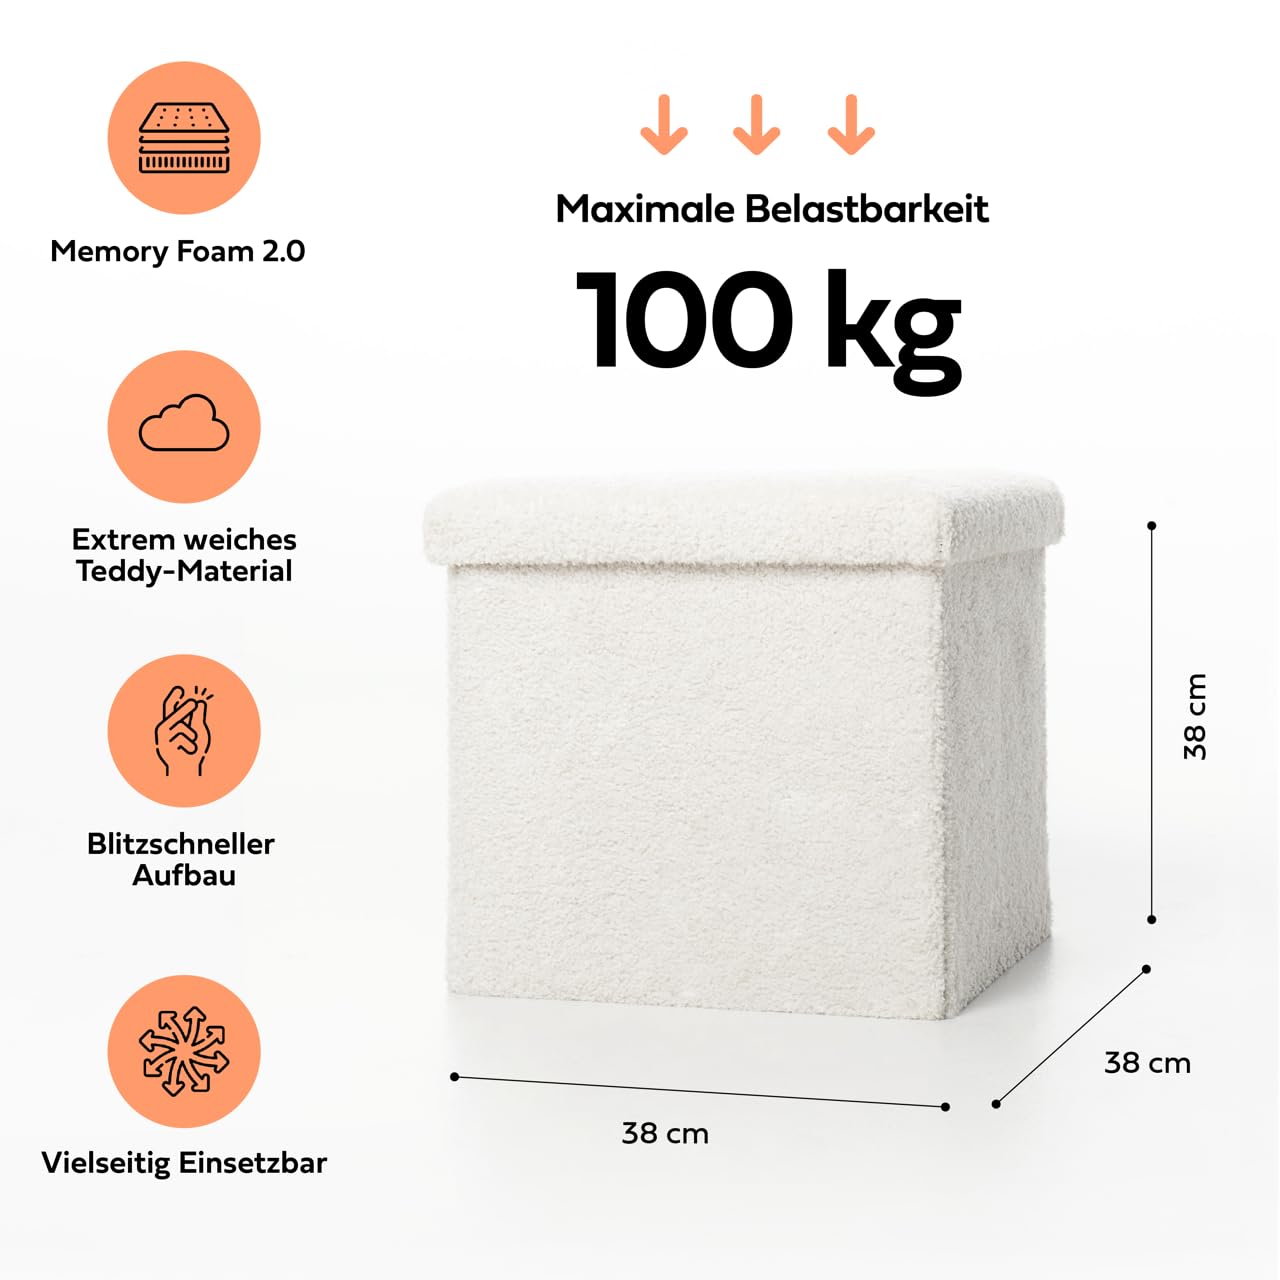 Memory Foam 2.0
Extrem weiches
Teddy-Material
Blitzschneller
Aufbau
Vielseitig Einsetzbar
Maximale Belastbarkeit
100 kg
38 cm
38 cm
38 cm